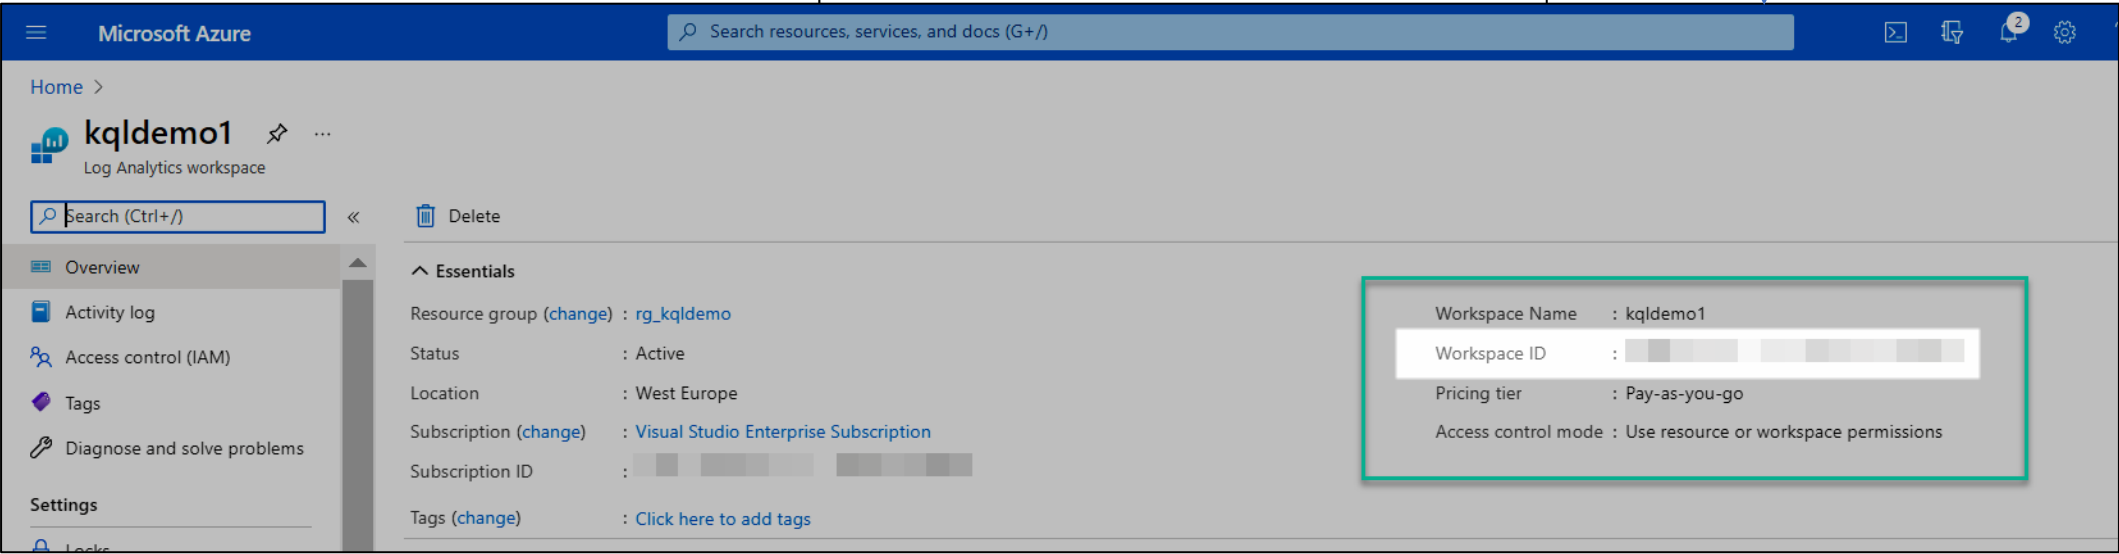 Microsoft Azure
Search resources, services, and docs (G+/)
2
Home >
kqldemo1
Log Analytics workspace
Search (Ctrl+/)
Delete
Overview
Activity log
Access control (IAM)
Tags
Diagnose and solve problems
Settings
Locks
Essentials
Resource group (change) : rg_kqldemo
Status : Active
Location : West Europe
Subscription (change) : Visual Studio Enterprise Subscription
Subscription ID :
Tags (change) : Click here to add tags
Workspace Name : kqldemo1
Workspace ID :
Pricing tier : Pay-as-you-go
Access control mode : Use resource or workspace permissions